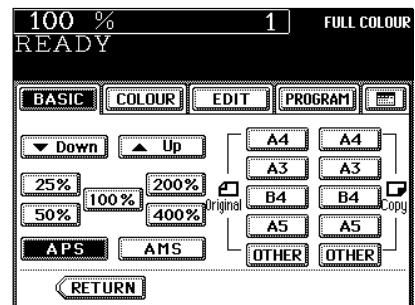 100 % 1 FULL COLOUR
READY
BASIC COLOUR EDIT PROGRAM
Down Up
A4 A4
A3 A3
25% 100% 200%
Original B4 B4 Copy
50% 400%
A5 A5
APS AMS OTHER OTHER
RETURN